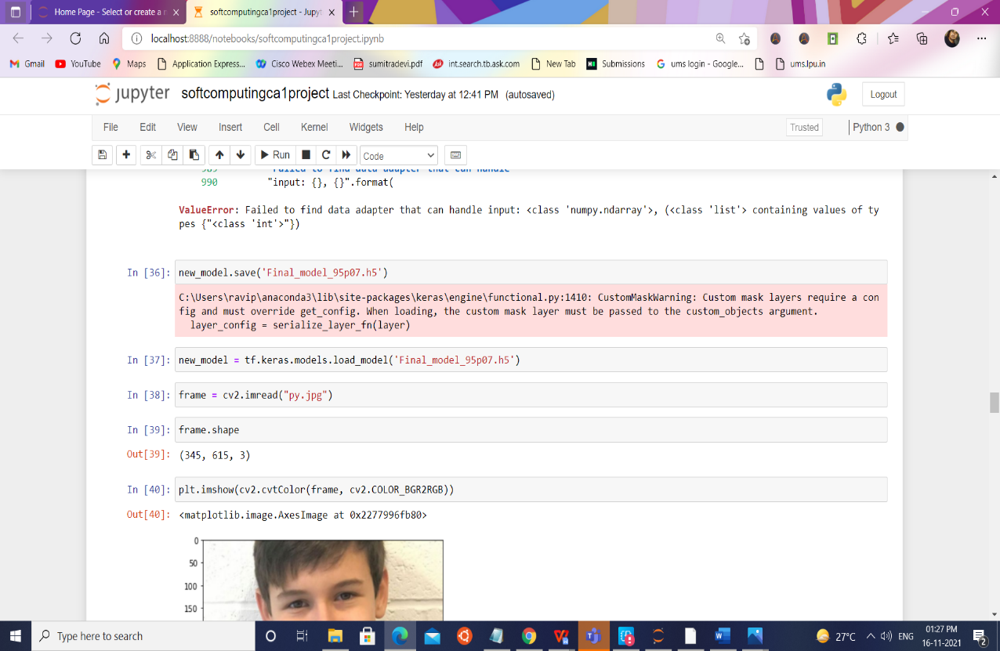 Home Page - Select or create a n
softcomputingca1project - Jupyt
localhost:8888/notebooks/softcomputingca1project.ipynb
Gmail YouTube Maps Application Express... Cisco Webex Meeti... sumitradevi.pdf int.search.tb.ask.com New Tab Submissions ums login - Google... ums.lpu.in
jupyter softcomputingca1project Last Checkpoint: Yesterday at 12:41 PM (autosaved) Logout
File Edit View Insert Cell Kernel Widgets Help Trusted Python 3
Run Code
989 "Failed to find data adapter that can handle "
990 "input: {}, {}".format(
ValueError: Failed to find data adapter that can handle input: <class 'numpy.ndarray'>, (<class 'list'> containing values of ty
pes {"<class 'int'>"})
In [36]: new_model.save('Final_model_95p07.h5')
C:\Users\ravip\anaconda3\lib\site-packages\keras\engine\functional.py:1410: CustomMaskWarning: Custom mask layers require a con
fig and must override get_config. When loading, the custom mask layer must be passed to the custom_objects argument.
layer_config = serialize_layer_fn(layer)
In [37]: new_model = tf.keras.models.load_model('Final_model_95p07.h5')
In [38]: frame = cv2.imread("py.jpg")
In [39]: frame.shape
Out[39]: (345, 615, 3)
In [40]: plt.imshow(cv2.cvtColor(frame, cv2.COLOR_BGR2RGB))
Out[40]: <matplotlib.image.AxesImage at 0x2277996fb80>
0
50
100
150
Type here to search
27°C ENG 01:27 PM
16-11-2021
2